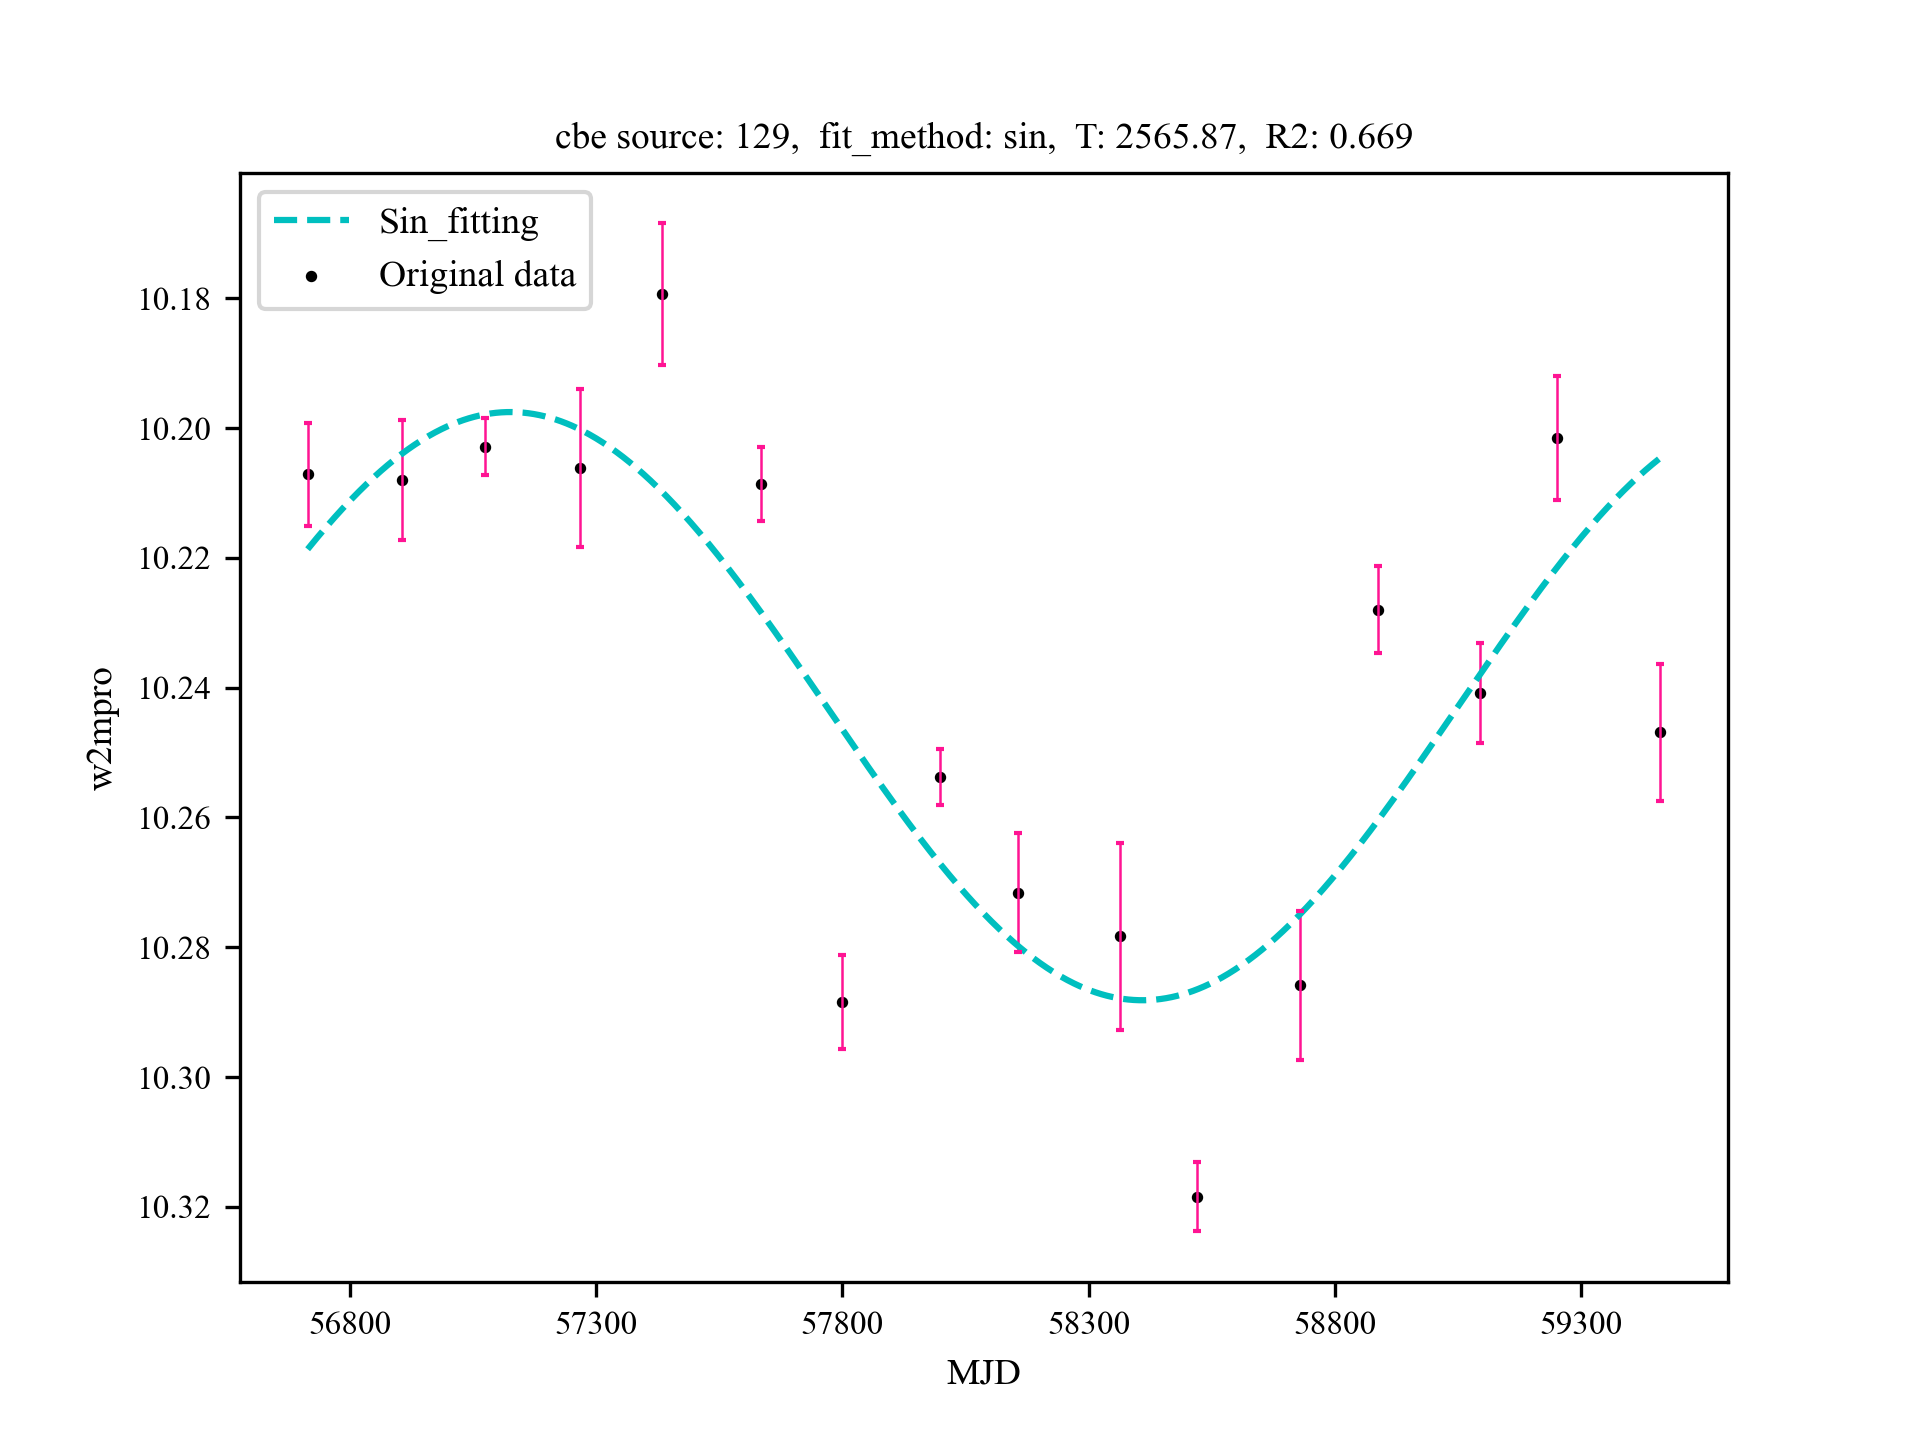 cbe source: 129,  fit_method: sin,  T: 2565.87,  R2: 0.669
Sin_fitting
Original data
10.18
10.20
10.22
10.24
10.26
10.28
10.30
10.32
w2mpro
56800 57300 57800 58300 58800 59300
MJD